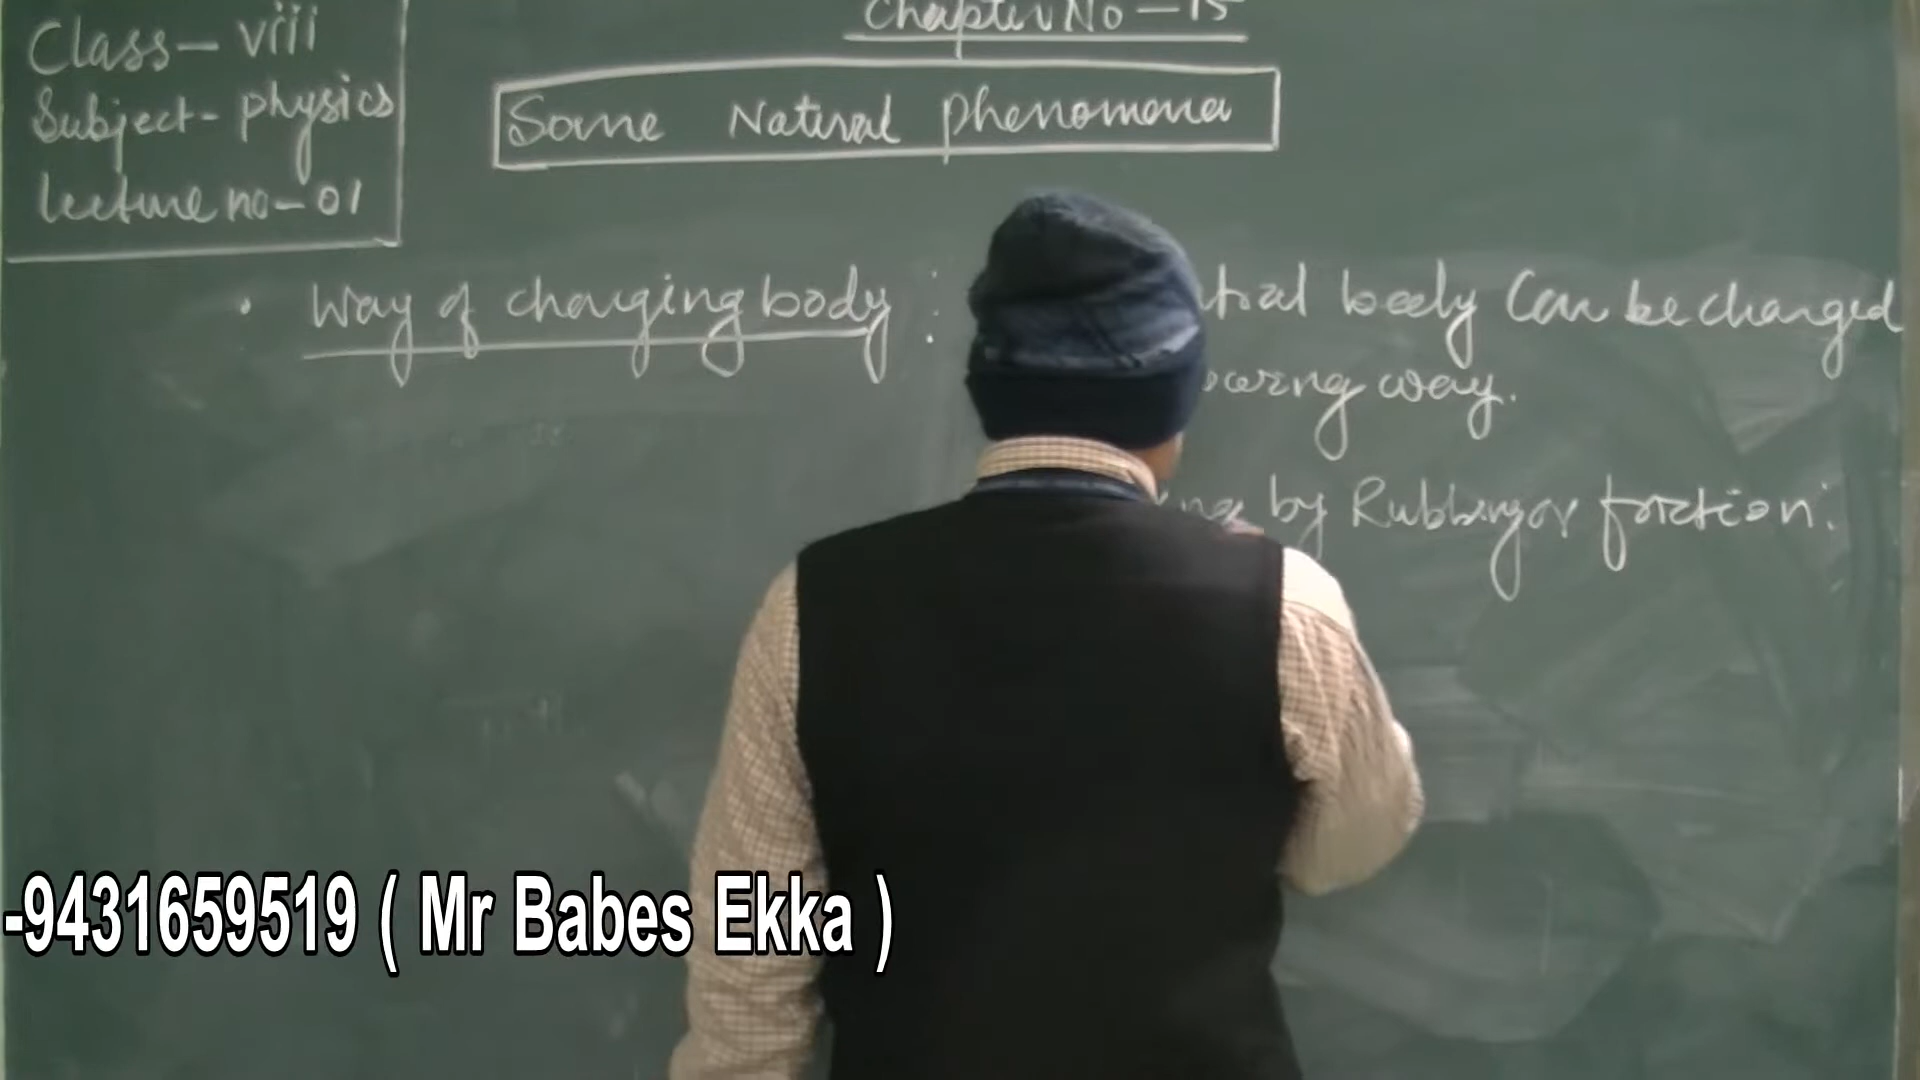 Class - viii
Subject - physics
Lecture no - 01
Chapter No - 15
Some Natural Phenomena
• Way of charging body : tral body Can be charged
owing way.
ng by Rubbing or friction:
-9431659519 ( Mr Babes Ekka )